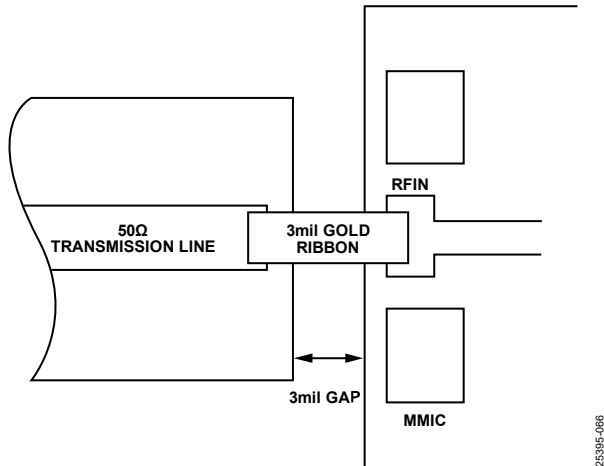 RFIN
50Ω
TRANSMISSION LINE
3mil GOLD
RIBBON
3mil GAP
MMIC
25395-066